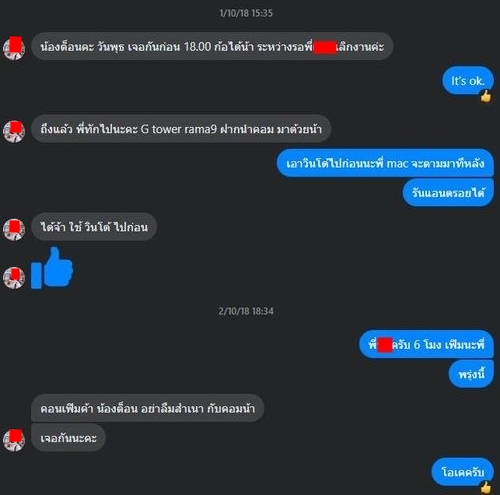 1/10/18 15:35
น้องต็อนคะ วันพุธ เจอกันก่อน 18.00 ก้อได้น้า ระหว่างรอพี่ เลิกงานค่ะ
It's ok.
ถึงแล้ว พี่ทักไปนะคะ G tower rama9 ฝากนำคอม มาด้วยน้า
เอาวินโด้ไปก่อนนะพี่ mac จะตามมาทีหลัง
รันแอนดรอยได้
ได้จ้า ใช้ วินโด้ ไปก่อน
2/10/18 18:34
พี่ ครับ 6 โมง เฟิมนะพี่
พรุ่งนี้
คอนเฟิมค้า น้องต็อน อย่าลืมสำเนา กับคอมน้า
เจอกันนะคะ
โอเคครับ